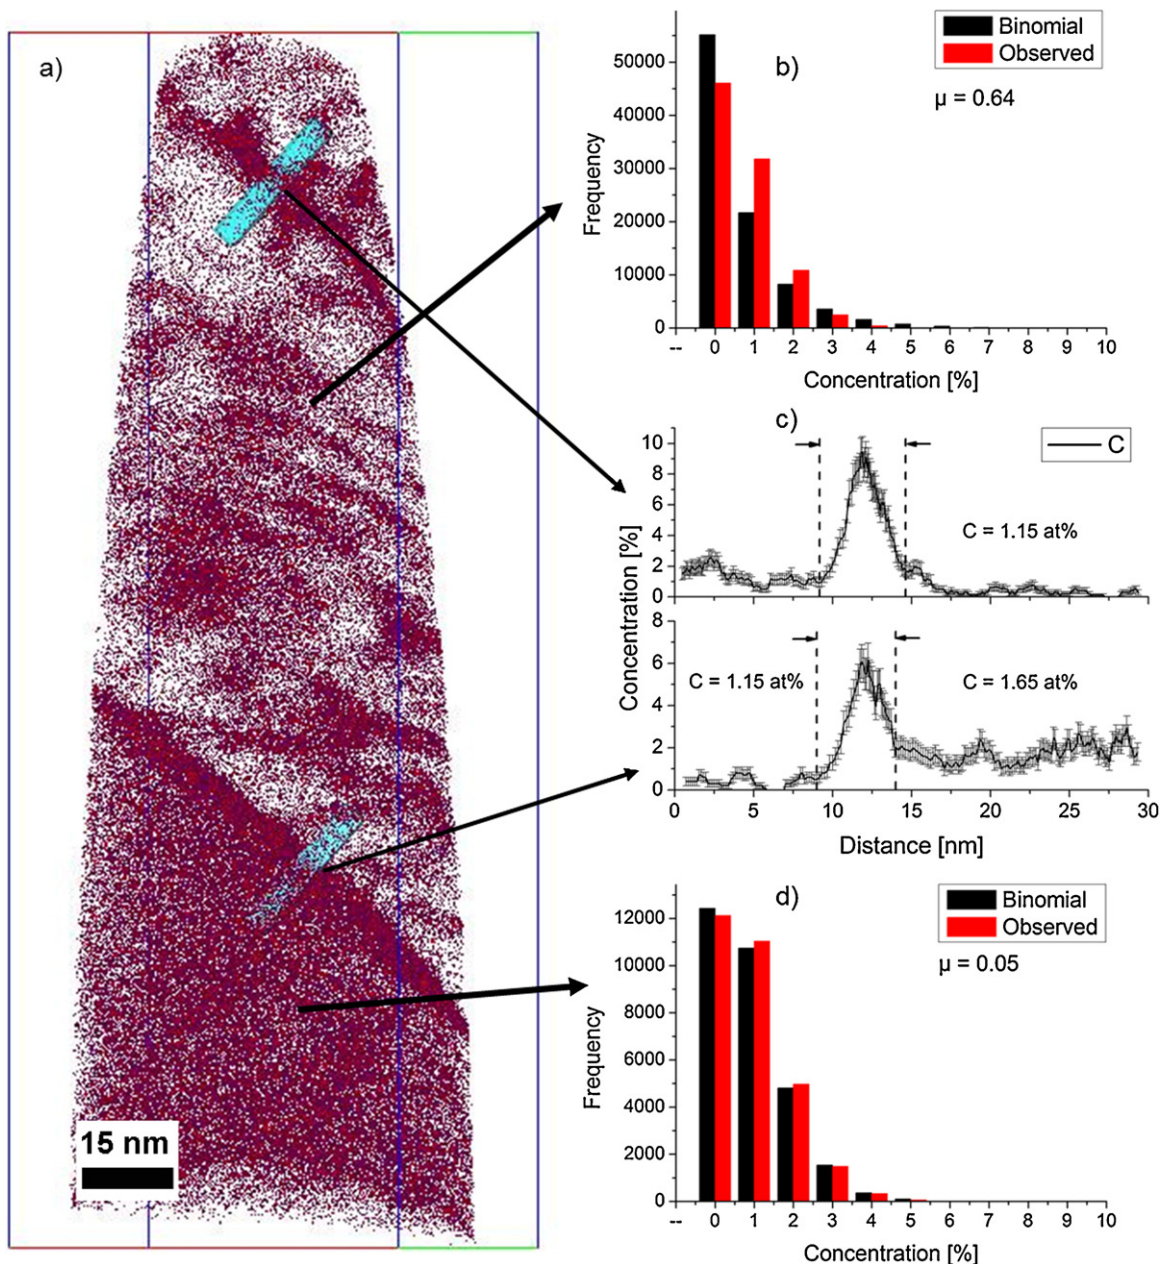 a)
15 nm
b)
Binomial
Observed
μ = 0.64
Frequency
50000
40000
30000
20000
10000
0
-- 0 1 2 3 4 5 6 7 8 9 10
Concentration [%]
c)
C
C = 1.15 at%
10
8
6
4
2
0
Concentration [%]
8
6
4
2
0
C = 1.15 at%
C = 1.65 at%
0 5 10 15 20 25 30
Distance [nm]
d)
Binomial
Observed
μ = 0.05
Frequency
12000
10000
8000
6000
4000
2000
0
-- 0 1 2 3 4 5 6 7 8 9 10
Concentration [%]